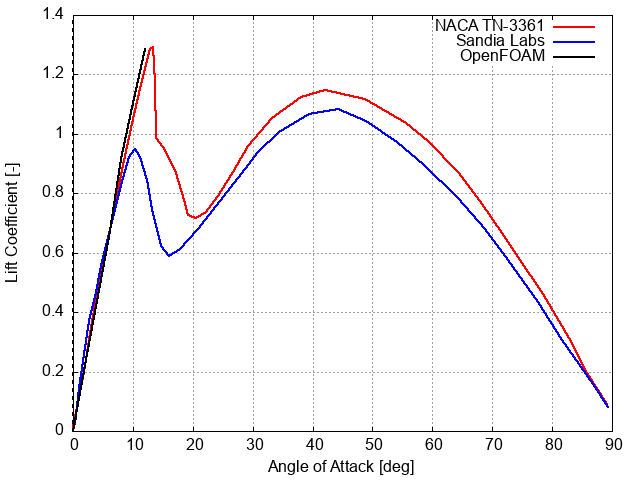 1.4
1.2
1
0.8
0.6
0.4
0.2
0
NACA TN-3361
Sandia Labs
OpenFOAM
Lift Coefficient [-]
0 10 20 30 40 50 60 70 80 90
Angle of Attack [deg]